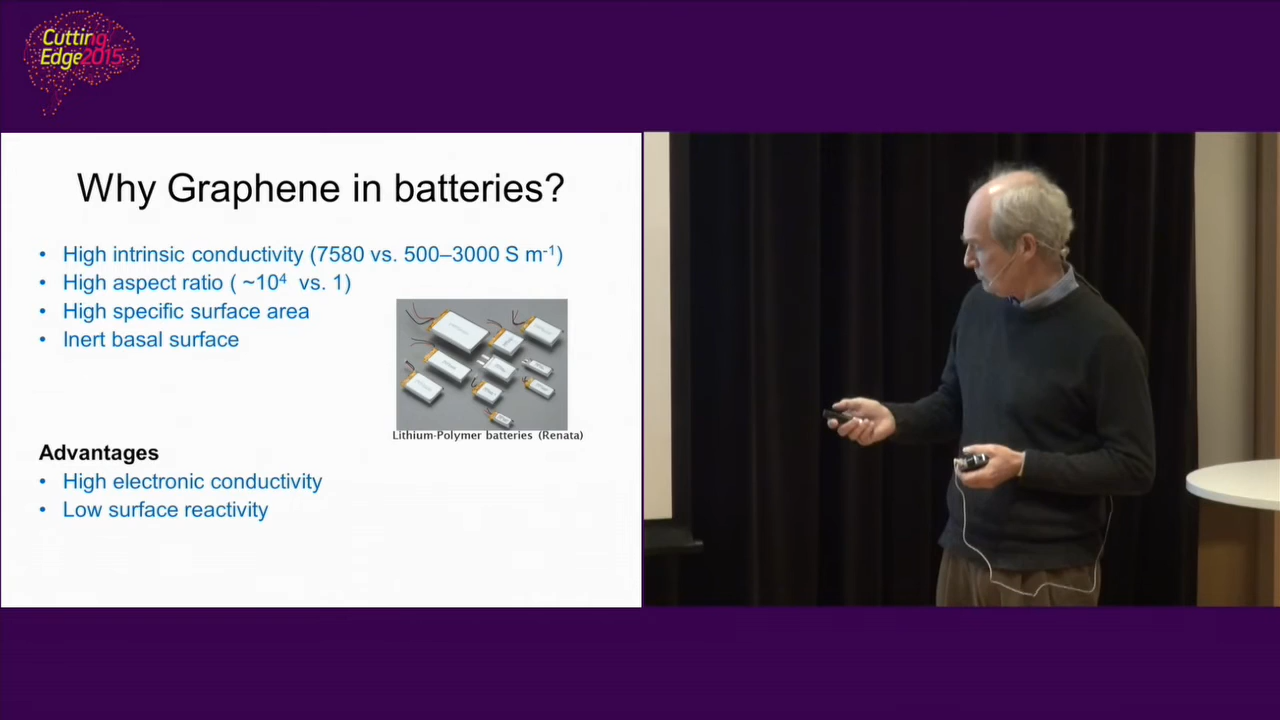 Cutting
Edge2015
Why Graphene in batteries?
• High intrinsic conductivity (7580 vs. 500–3000 S m⁻¹)
• High aspect ratio ( ~10⁴ vs. 1)
• High specific surface area
• Inert basal surface
Lithium-Polymer batteries (Renata)
Advantages
• High electronic conductivity
• Low surface reactivity